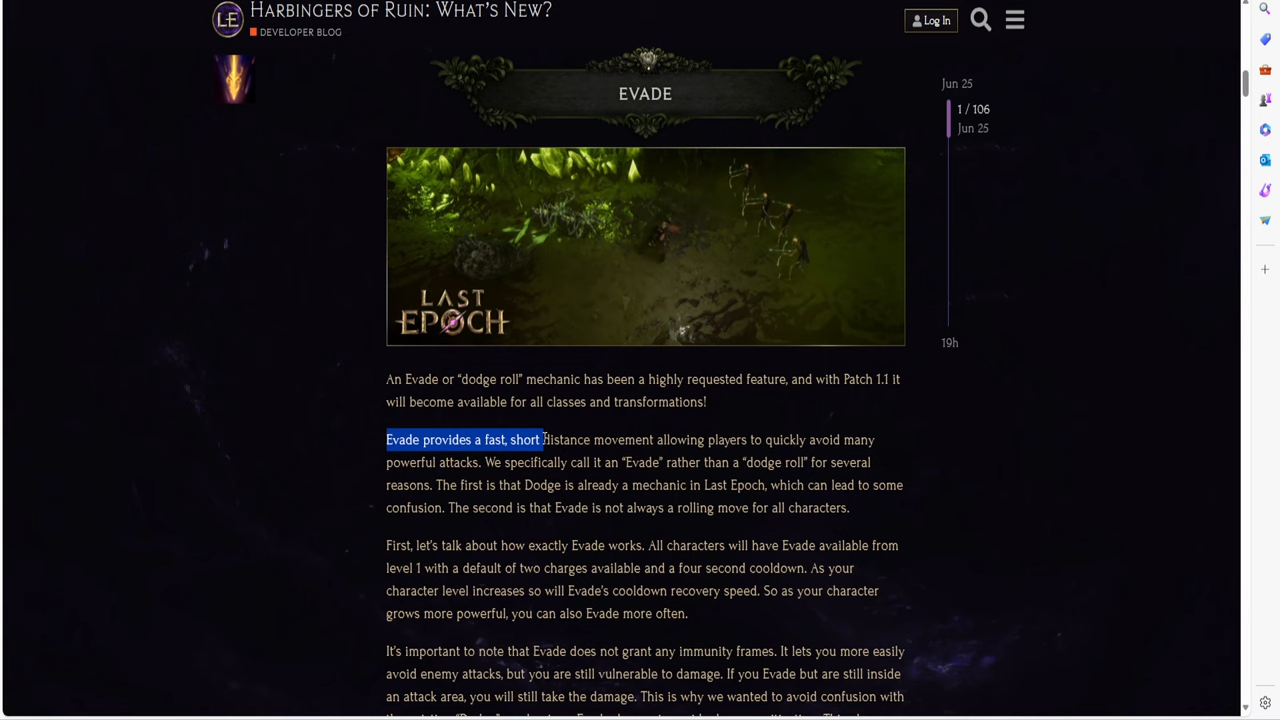 Harbingers of Ruin: What's New?
DEVELOPER BLOG
Log In
EVADE
Jun 25
1 / 106
Jun 25
LAST
EPOCH
19h
An Evade or “dodge roll” mechanic has been a highly requested feature, and with Patch 1.1 it
will become available for all classes and transformations!
Evade provides a fast, short distance movement allowing players to quickly avoid many
powerful attacks. We specifically call it an “Evade” rather than a “dodge roll” for several
reasons. The first is that Dodge is already a mechanic in Last Epoch, which can lead to some
confusion. The second is that Evade is not always a rolling move for all characters.
First, let's talk about how exactly Evade works. All characters will have Evade available from
level 1 with a default of two charges available and a four second cooldown. As your
character level increases so will Evade's cooldown recovery speed. So as your character
grows more powerful, you can also Evade more often.
It's important to note that Evade does not grant any immunity frames. It lets you more easily
avoid enemy attacks, but you are still vulnerable to damage. If you Evade but are still inside
an attack area, you will still take the damage. This is why we wanted to avoid confusion with